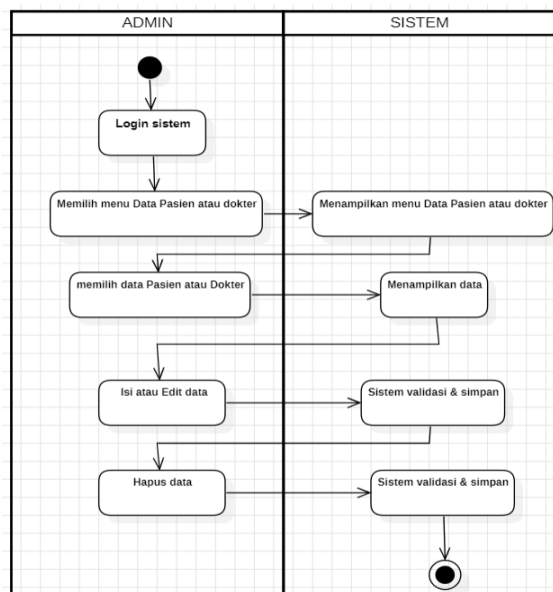 ADMIN
SISTEM
Login sistem
Memilih menu Data Pasien atau dokter
Menampilkan menu Data Pasien atau dokter
memilih data Pasien atau Dokter
Menampilkan data
Isi atau Edit data
Sistem validasi & simpan
Hapus data
Sistem validasi & simpan